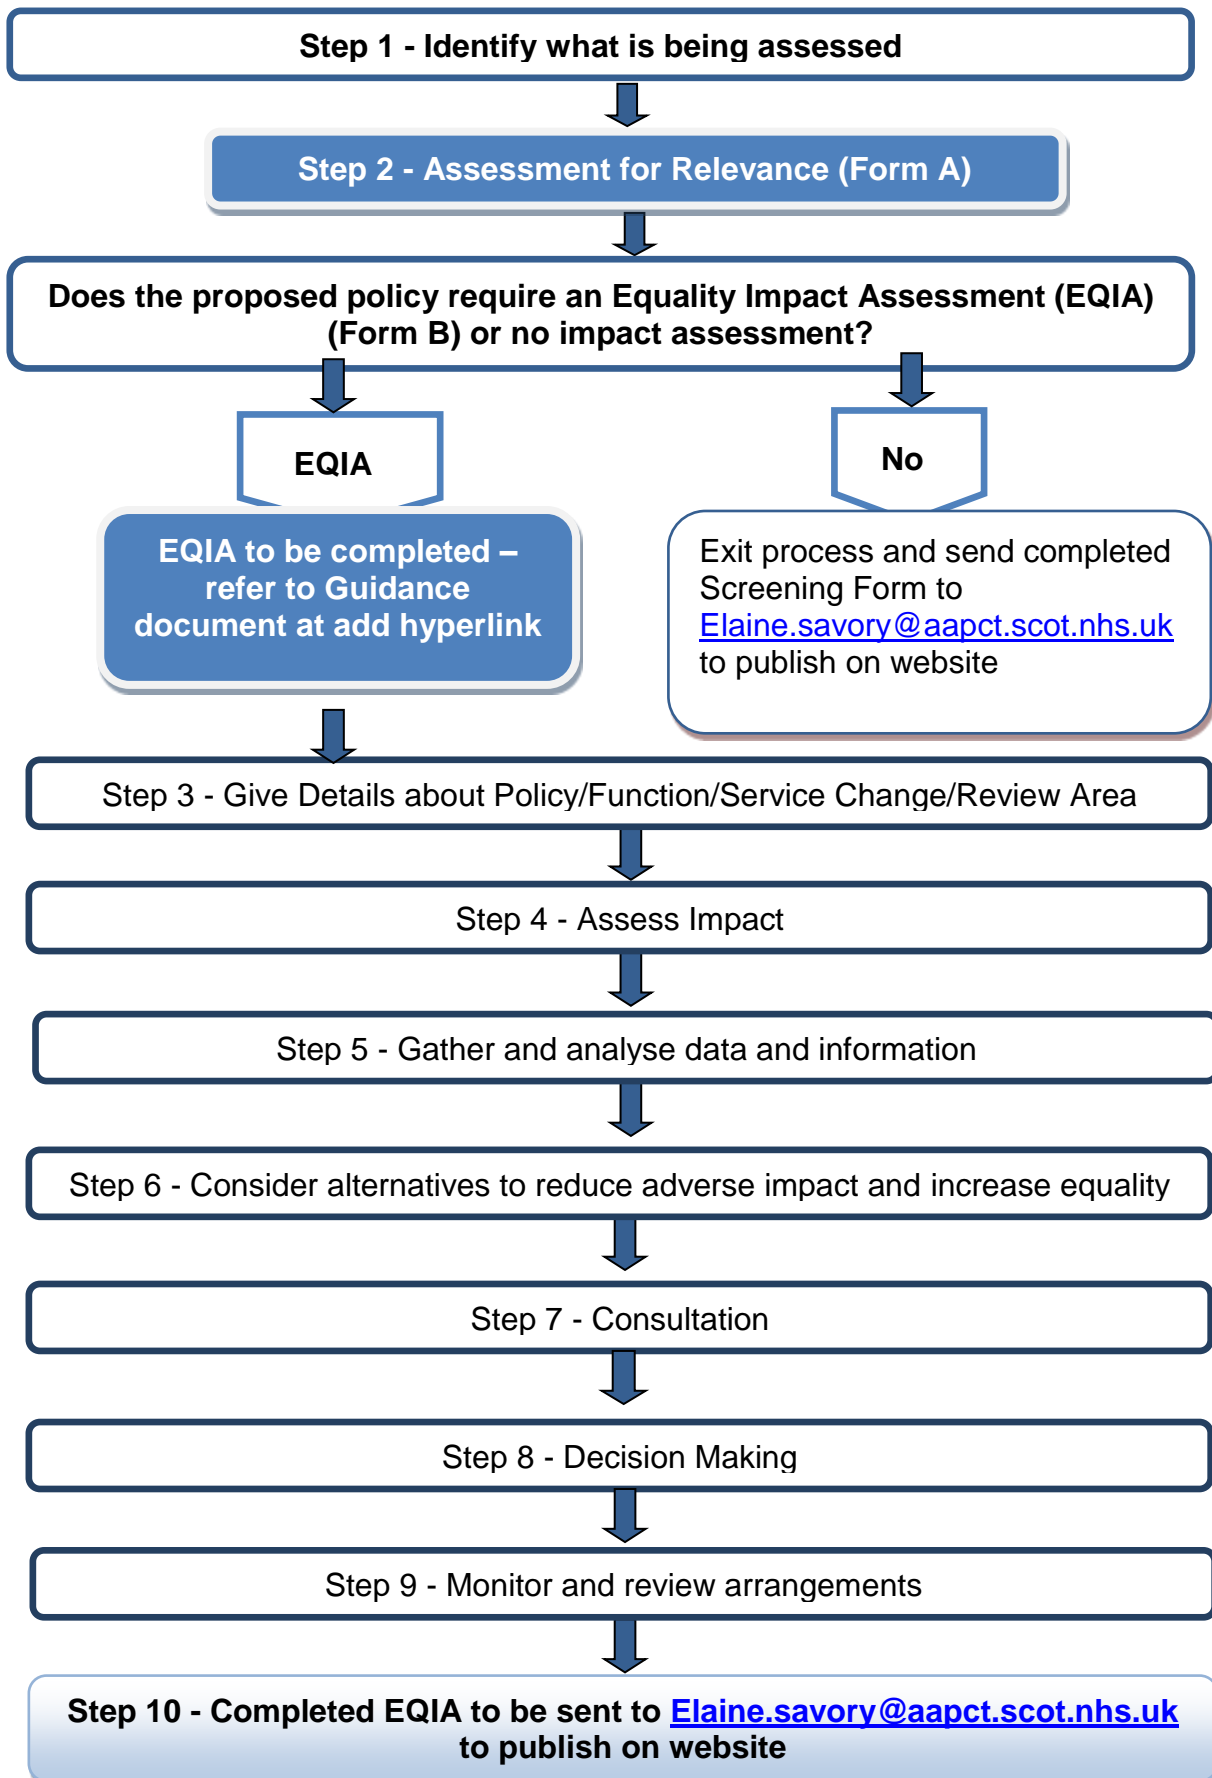 Step 1 - Identify what is being assessed
Step 2 - Assessment for Relevance (Form A)
Does the proposed policy require an Equality Impact Assessment (EQIA)
(Form B) or no impact assessment?
EQIA
No
EQIA to be completed –
refer to Guidance
document at add hyperlink
Exit process and send completed
Screening Form to
Elaine.savory@aapct.scot.nhs.uk
to publish on website
Step 3 - Give Details about Policy/Function/Service Change/Review Area
Step 4 - Assess Impact
Step 5 - Gather and analyse data and information
Step 6 - Consider alternatives to reduce adverse impact and increase equality
Step 7 - Consultation
Step 8 - Decision Making
Step 9 - Monitor and review arrangements
Step 10 - Completed EQIA to be sent to Elaine.savory@aapct.scot.nhs.uk
to publish on website